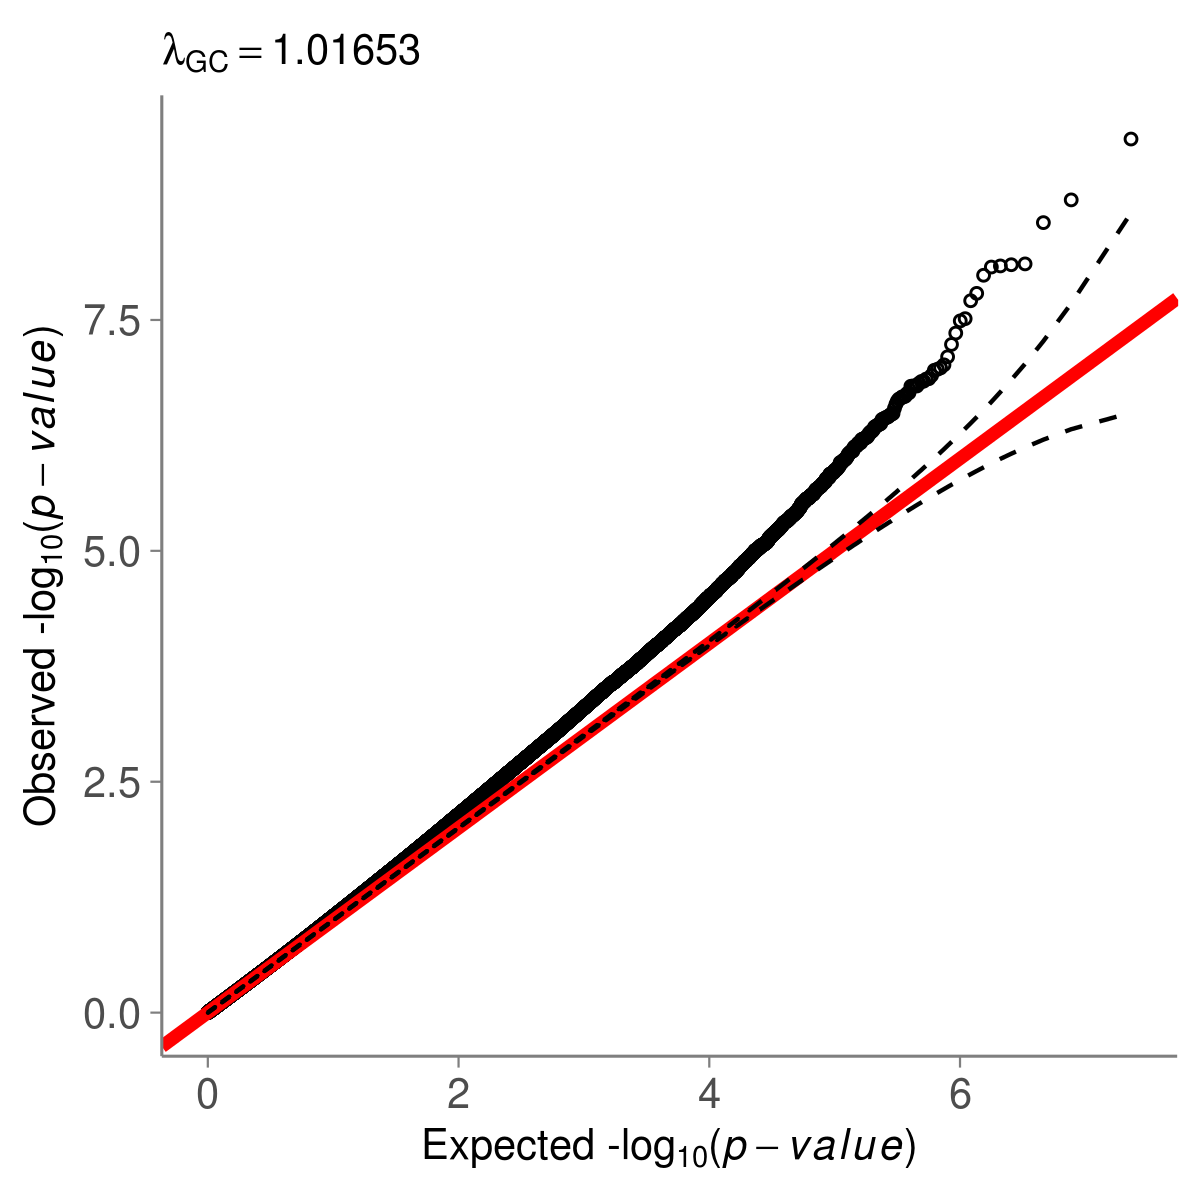 λGC = 1.01653
Observed -log10(p − value)
7.5
5.0
2.5
0.0
0 2 4 6
Expected -log10(p − value)